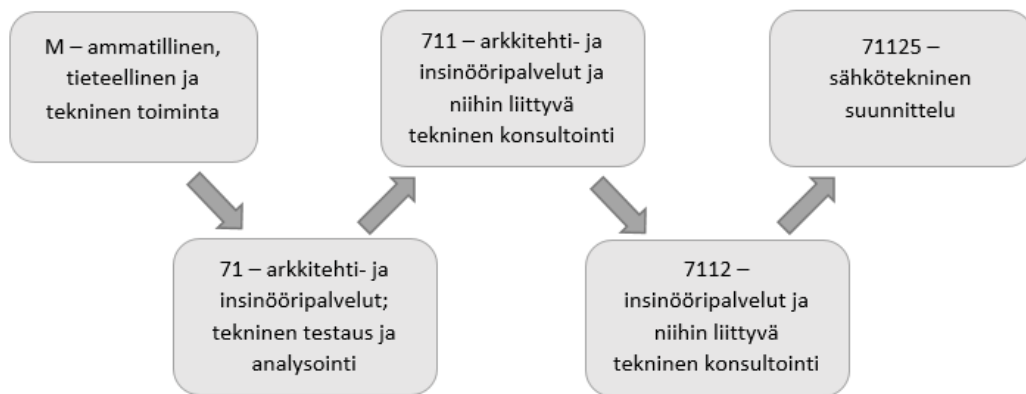 M – ammatillinen,
tieteellinen ja
tekninen toiminta
71 – arkkitehti- ja
insinööripalvelut;
tekninen testaus ja
analysointi
711 – arkkitehti- ja
insinööripalvelut ja
niihin liittyvä
tekninen konsultointi
7112 –
insinööripalvelut ja
niihin liittyvä
tekninen konsultointi
71125 –
sähkötekninen
suunnittelu